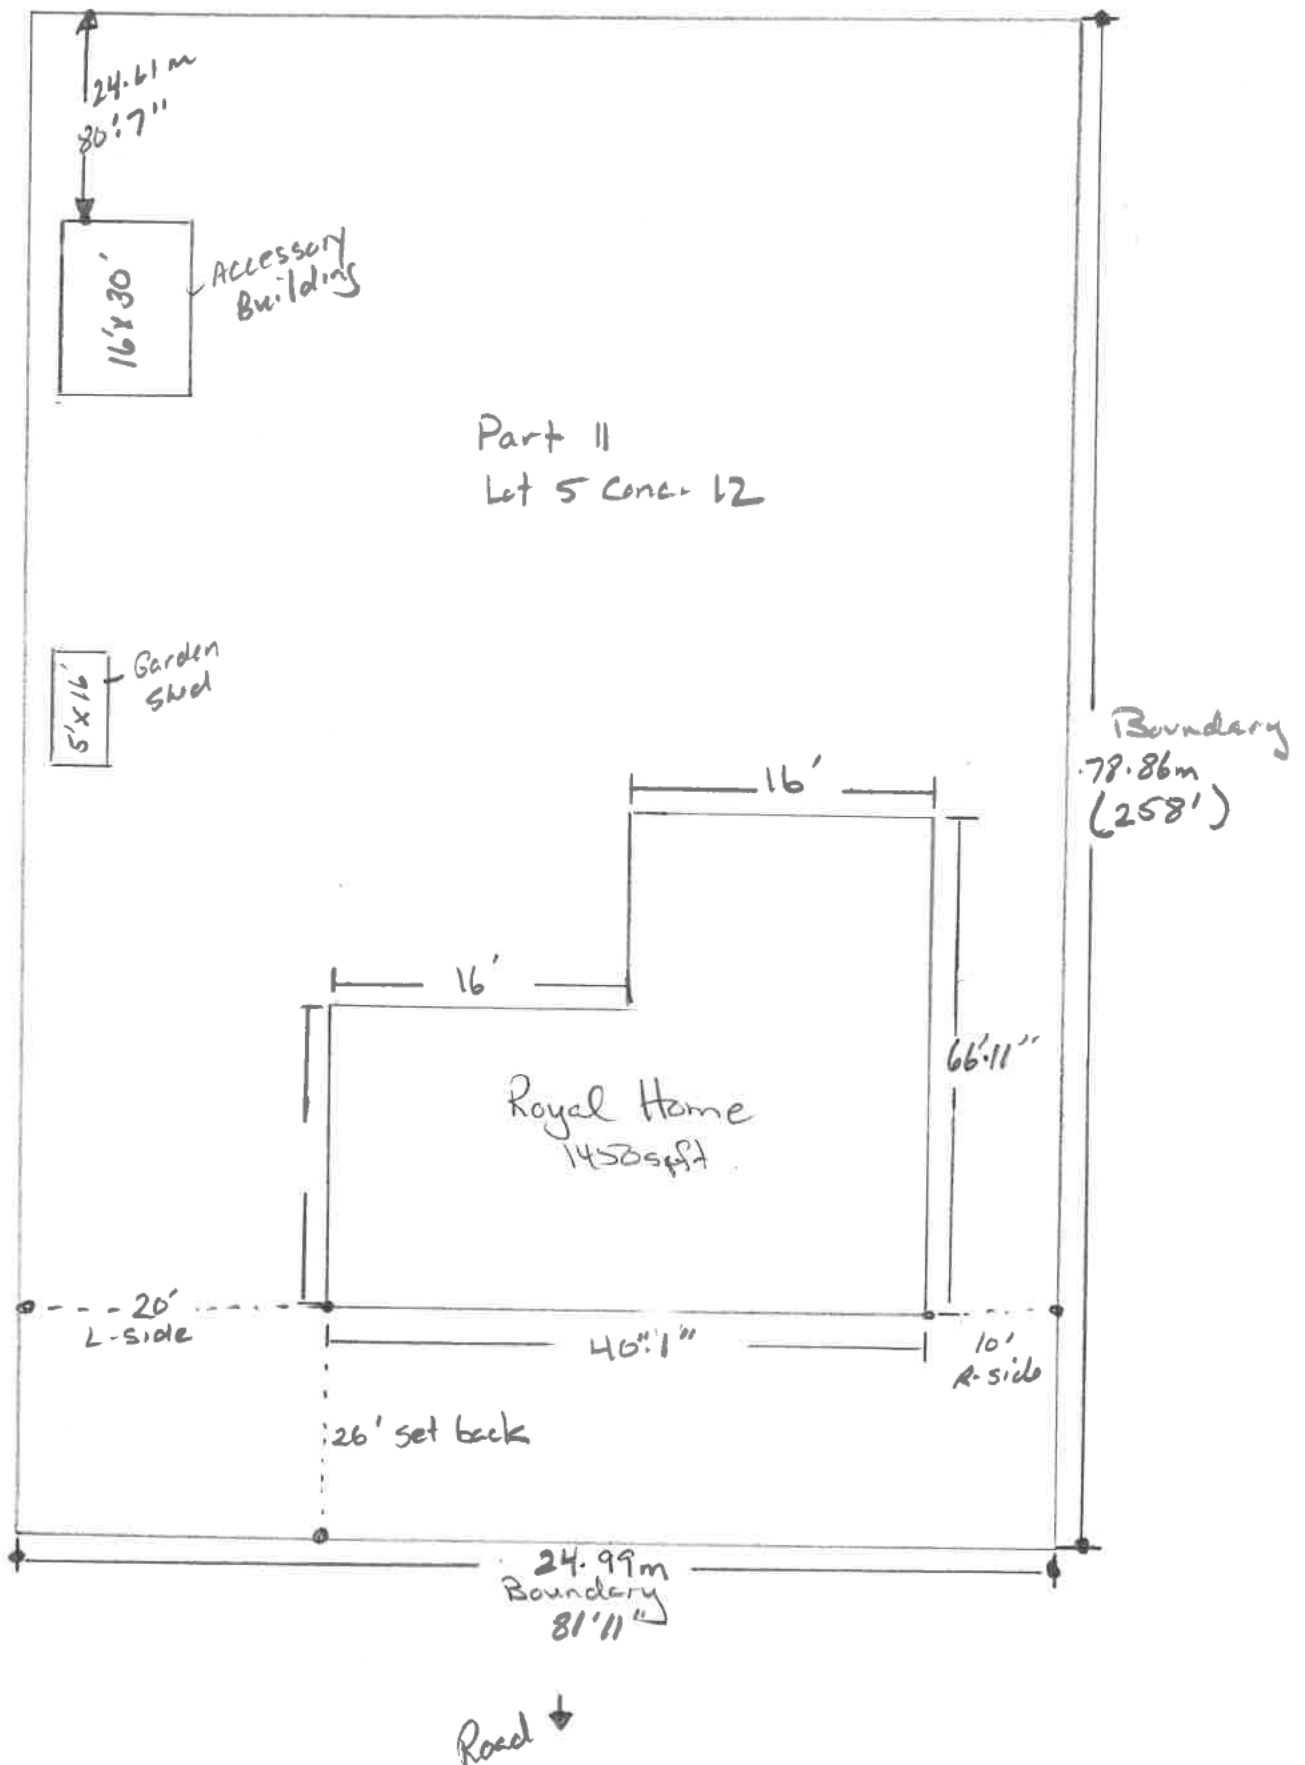 24.61m
80'.7"
16'x30'
Accessory
Building
Part 11
Lot 5 Conc. 12
5'x16'
Garden
Shed
Boundary
78.86m
(258')
16'
16'
66'.11"
Royal Home
sqft
20'
L-side
40".1"
10'
R-side
26' set back
24.99m
Boundary
81'11"
Road